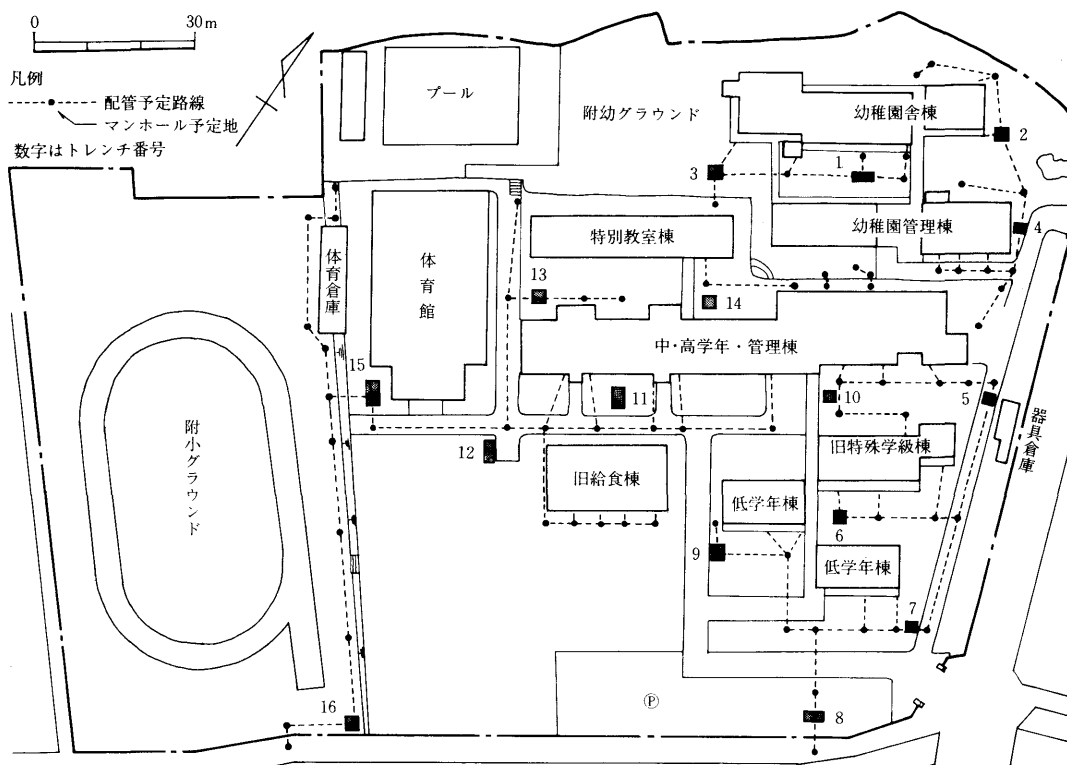 0 30m
凡例
配管予定路線
マンホール予定地
数字はトレンチ番号
プール
附幼グラウンド
幼稚園舎棟
2
1
3
幼稚園管理棟
4
特別教室棟
体育倉庫
体育館
13
14
中・高学年・管理棟
15
11
10
5
器具倉庫
12
旧特殊学級棟
附小グラウンド
旧給食棟
低学年棟
6
9
低学年棟
7
16
Ⓟ
8